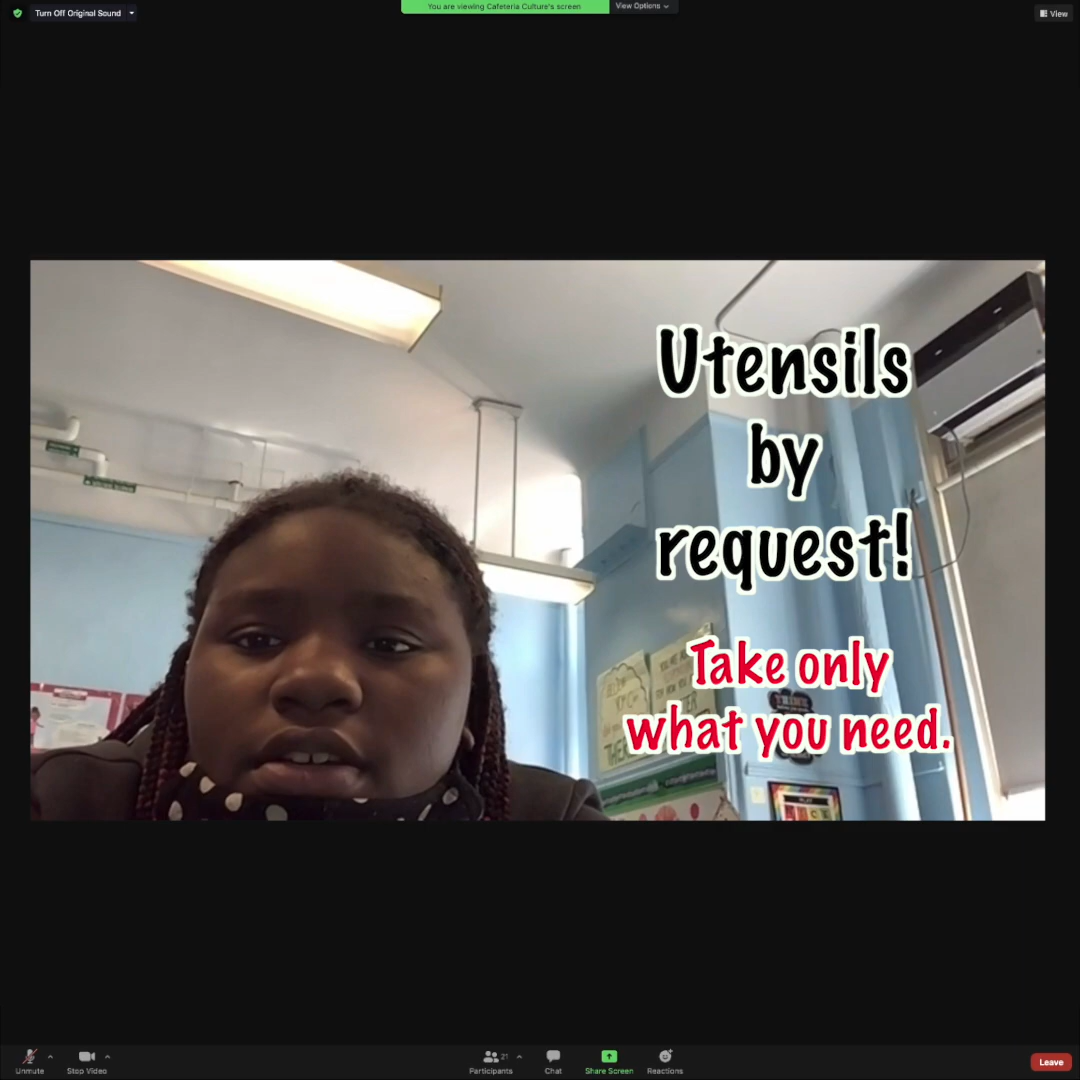 Turn Off Original Sound
You are viewing Cafeteria Culture's screen
View Options
View
Utensils
by
request!
Take only
what you need.
Unmute
Stop Video
Participants
21
Chat
Share Screen
Reactions
Leave